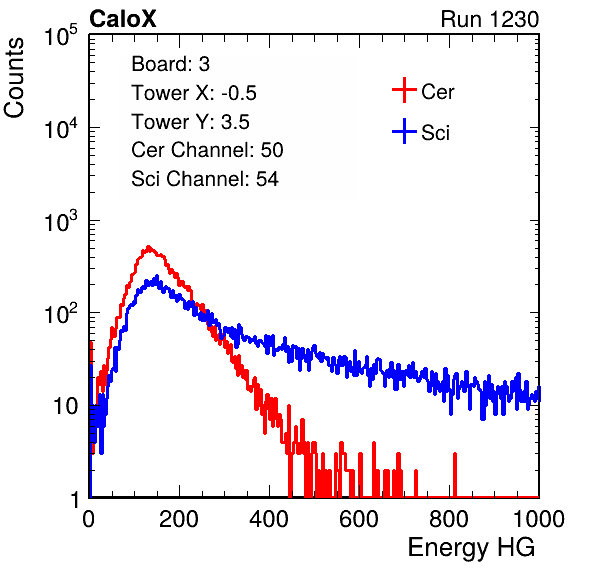 CaloX Run 1230
Counts
10^5
10^4
10^3
10^2
10
1
Board: 3
Tower X: -0.5
Tower Y: 3.5
Cer Channel: 50
Sci Channel: 54
Cer
Sci
0 200 400 600 800 1000
Energy HG